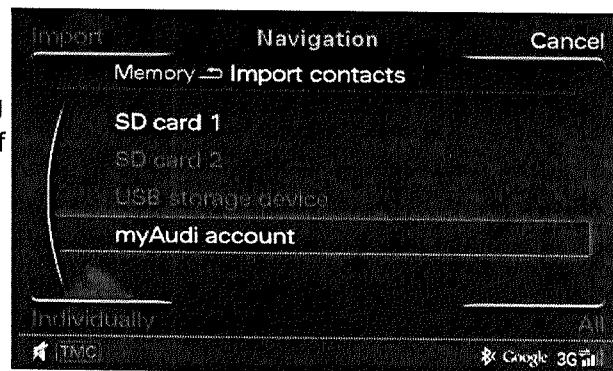 Import Navigation Cancel
Memory Import contacts
SD card 1
SD card 2
USB storage device
myAudi account
Individually All
TMC Google 3G